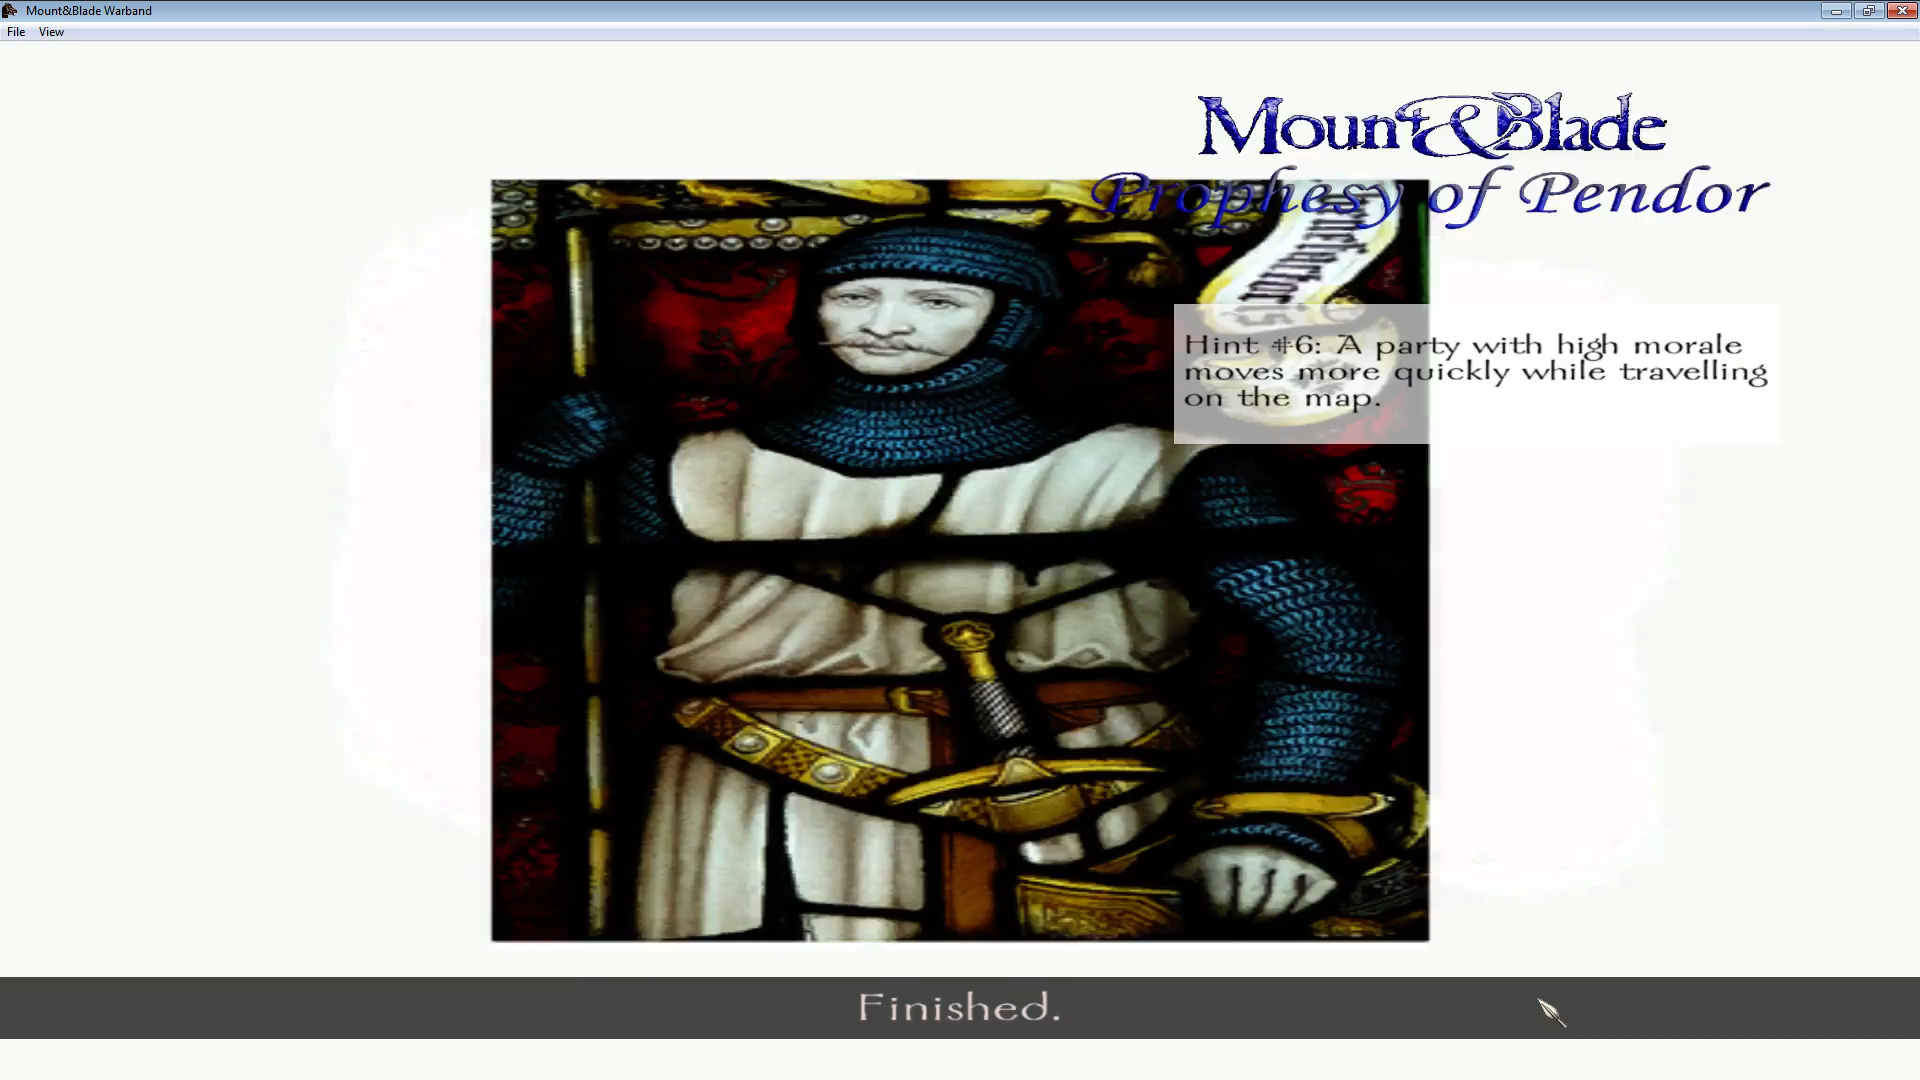 Mount&Blade Warband
File View
Mount&Blade
Prophesy of Pendor
Hint #6: A party with high morale
moves more quickly while travelling
on the map.
Finished.